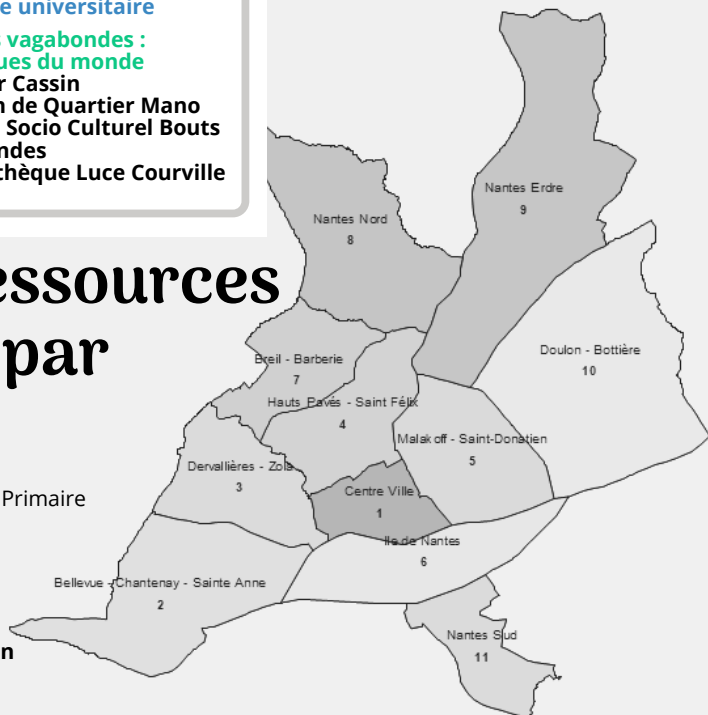 e universitaire
s vagabondes :
ues du monde
r Cassin
n de Quartier Mano
Socio Culturel Bouts
ndes
thèque Luce Courville
essources
par
Primaire
n
Nantes Erdre
9
Nantes Nord
8
Doulon - Bottière
10
Breil - Barberie
7
Hauts Pavés - Saint Félix
4
Malakoff - Saint-Donatien
5
Dervallières - Zola
3
Centre Ville
1
Ile de Nantes
6
Bellevue - Chantenay - Sainte Anne
2
Nantes Sud
11